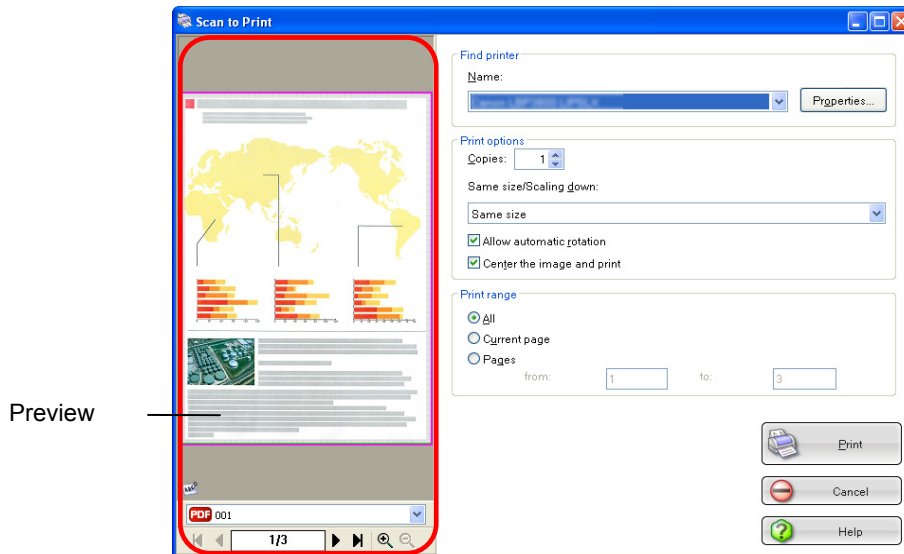 Scan to Print
Find printer
Name:
Properties...
Print options
Copies: 1
Same size/Scaling down:
Same size
Allow automatic rotation
Center the image and print
Print range
All
Current page
Pages
from: 1 to: 3
Preview
Print
PDF 001
Cancel
1/3
Help